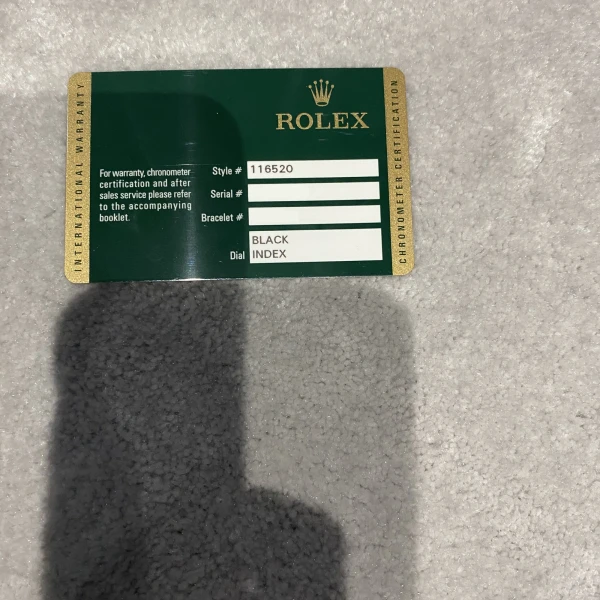 INTERNATIONAL WARRANTY
ROLEX
For warranty, chronometer
certification and after
sales service please refer
to the accompanying
booklet.
Style # 116520
Serial #
Bracelet #
Dial BLACK
INDEX
CHRONOMETER CERTIFICATION